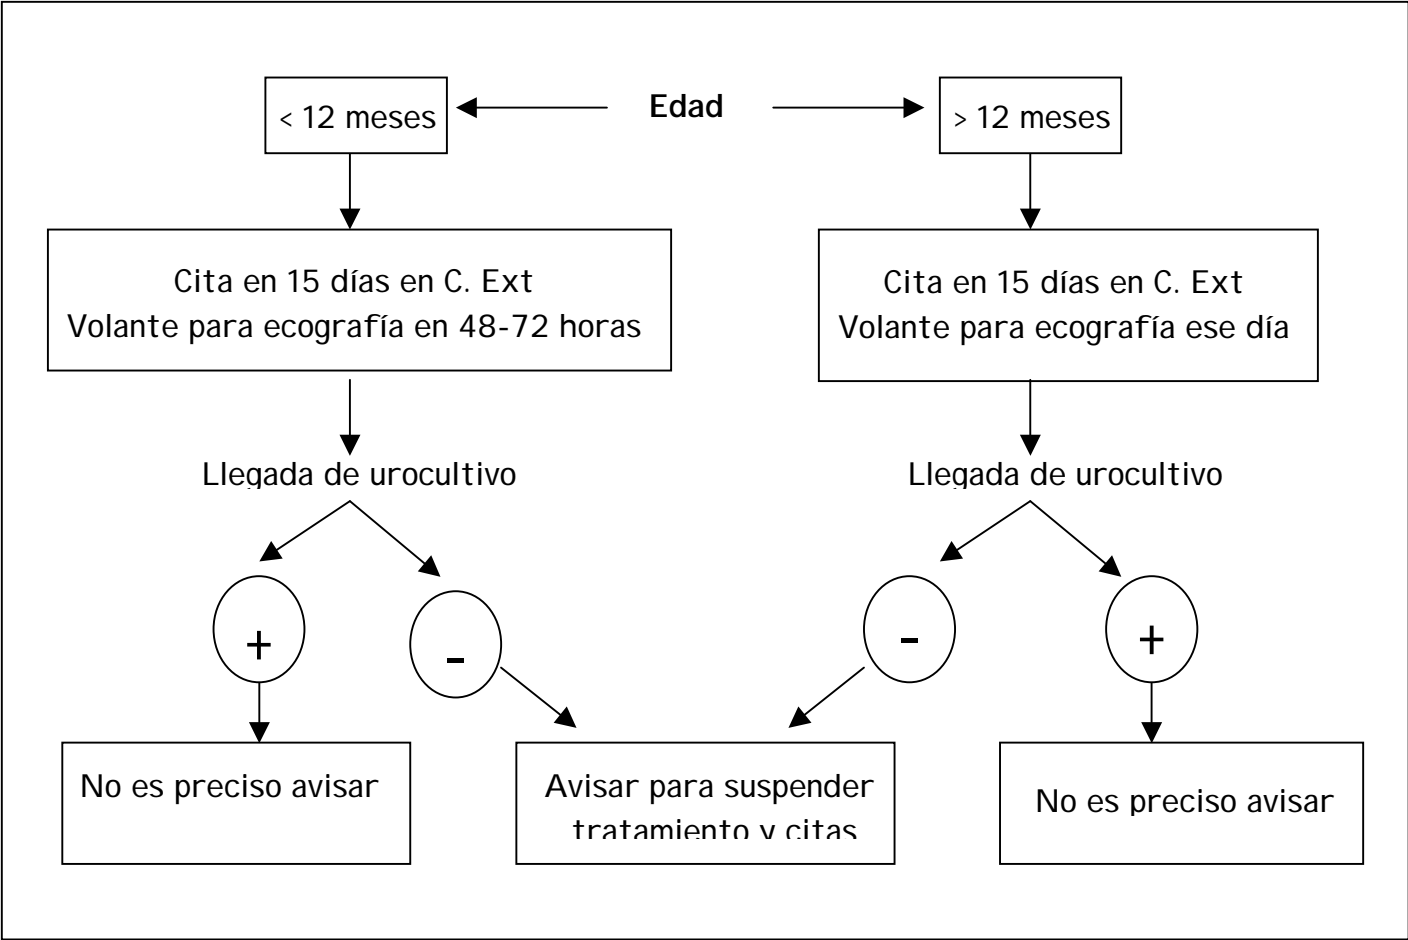 Edad
< 12 meses
> 12 meses
Cita en 15 días en C. Ext
Volante para ecografía en 48-72 horas
Cita en 15 días en C. Ext
Volante para ecografía ese día
Llegada de urocultivo
Llegada de urocultivo
+
-
-
+
No es preciso avisar
Avisar para suspender
tratamiento y citas
No es preciso avisar